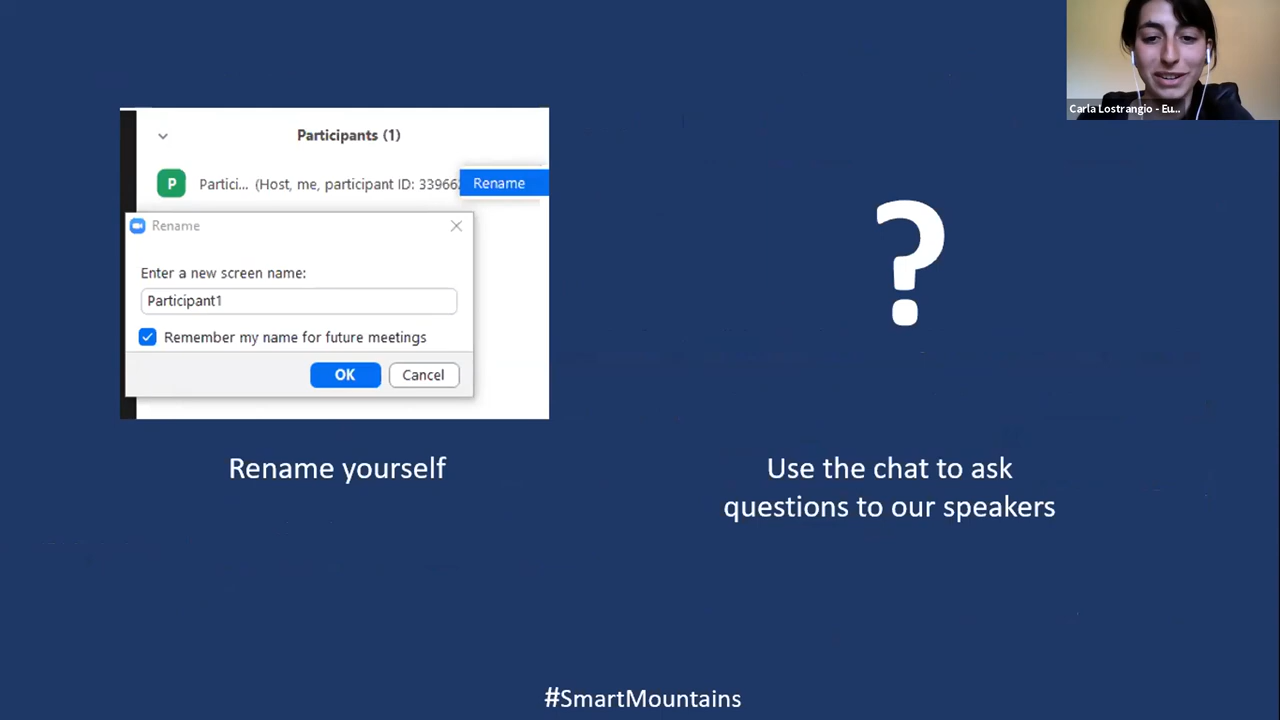 Carla Lostrangio - Eu...
Participants (1)
P
Partici... (Host, me, participant ID: 33966
Rename
Rename
Enter a new screen name:
Participant1
Remember my name for future meetings
OK
Cancel
?
Rename yourself
Use the chat to ask
questions to our speakers
#SmartMountains